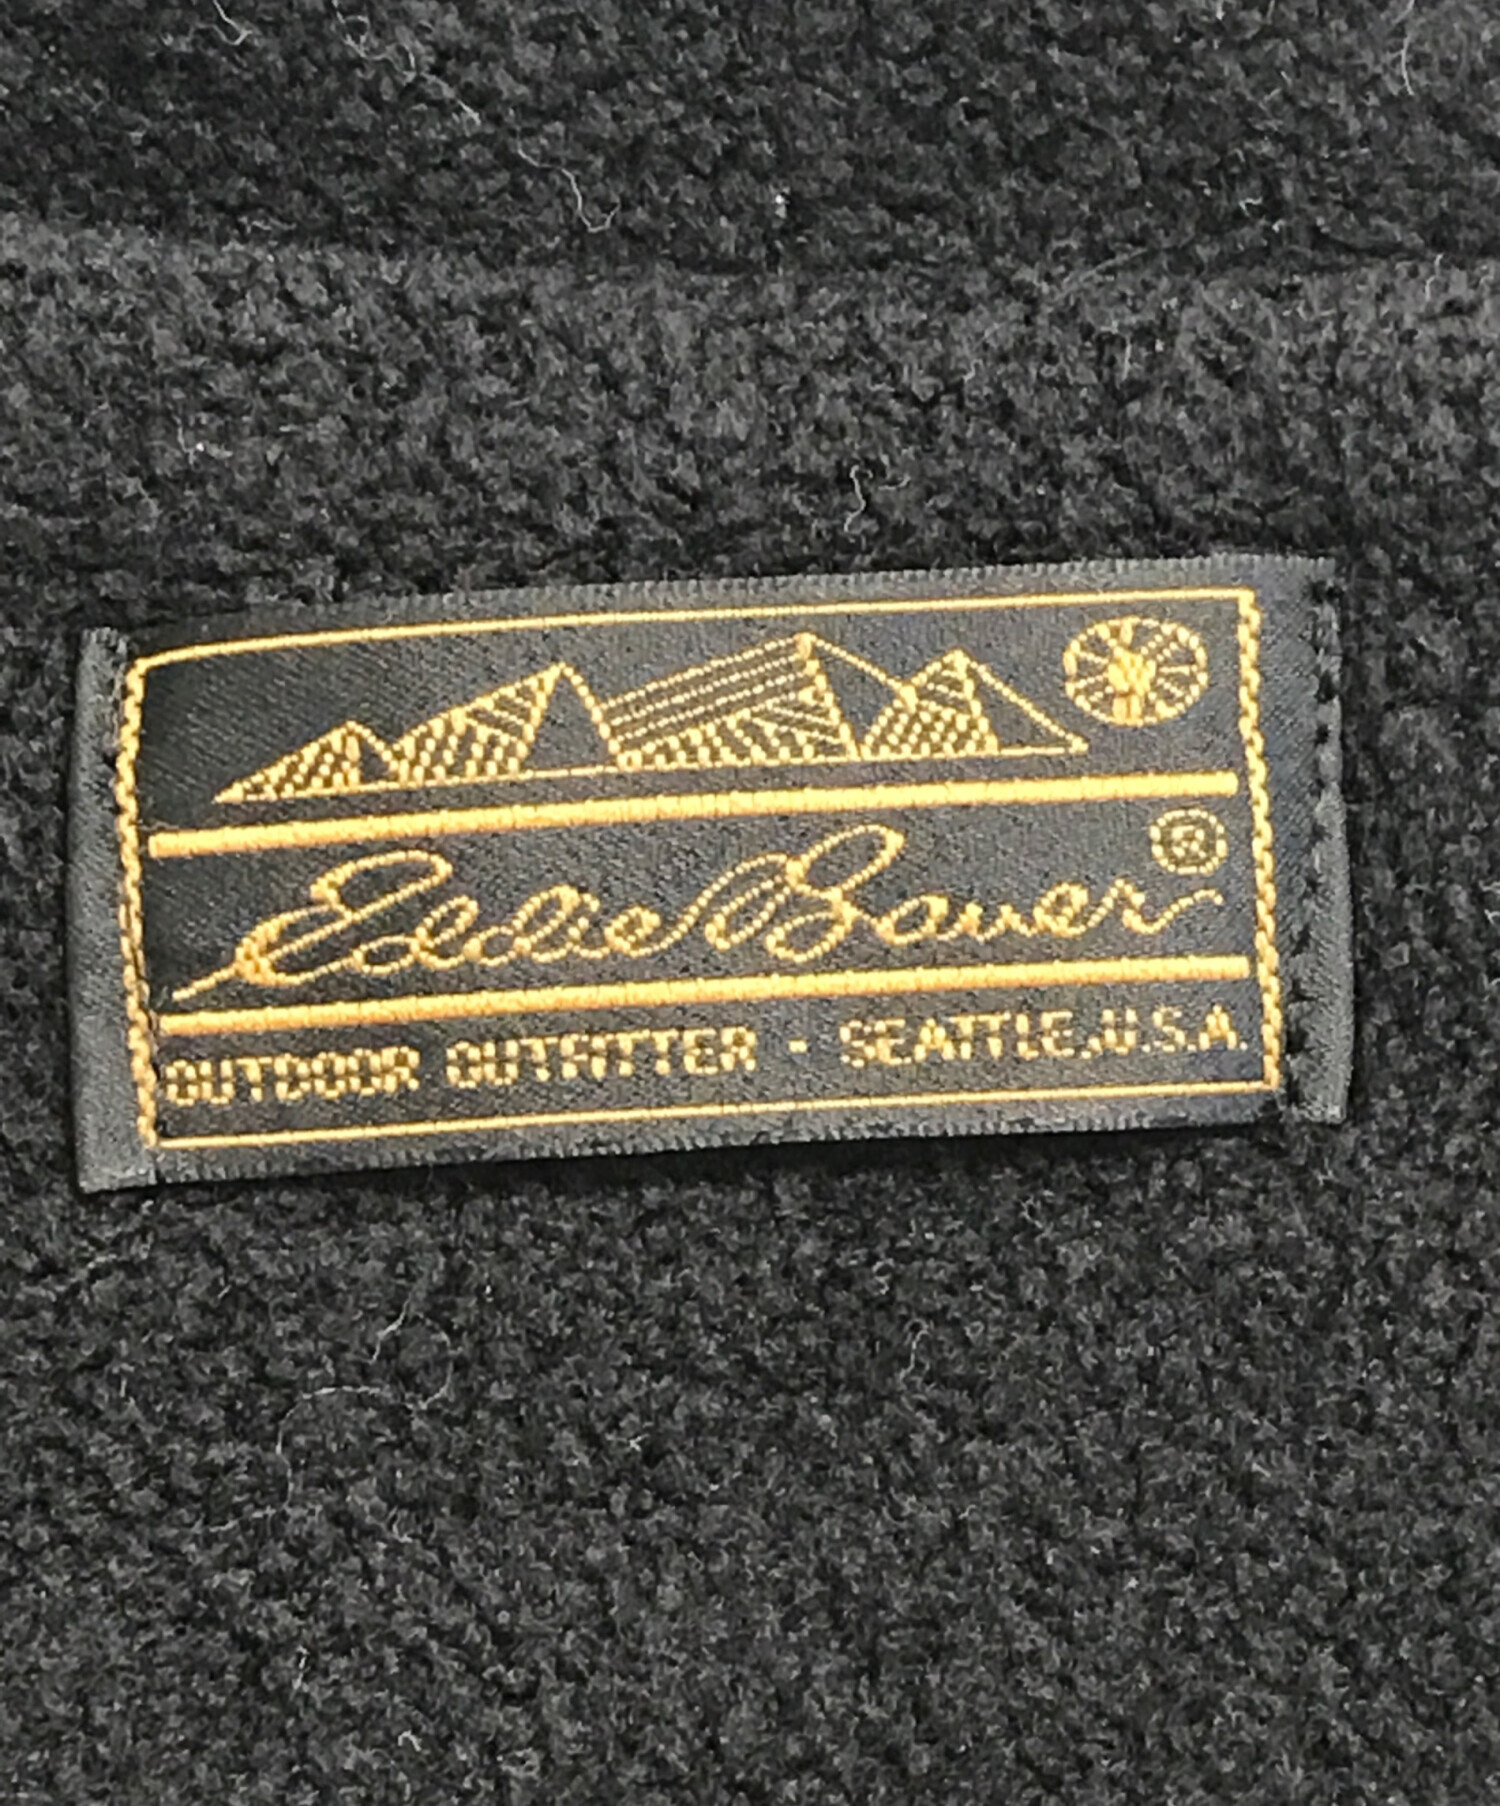 Eddie Bauer®
OUTDOOR OUTFITTER · SEATTLE, U.S.A.